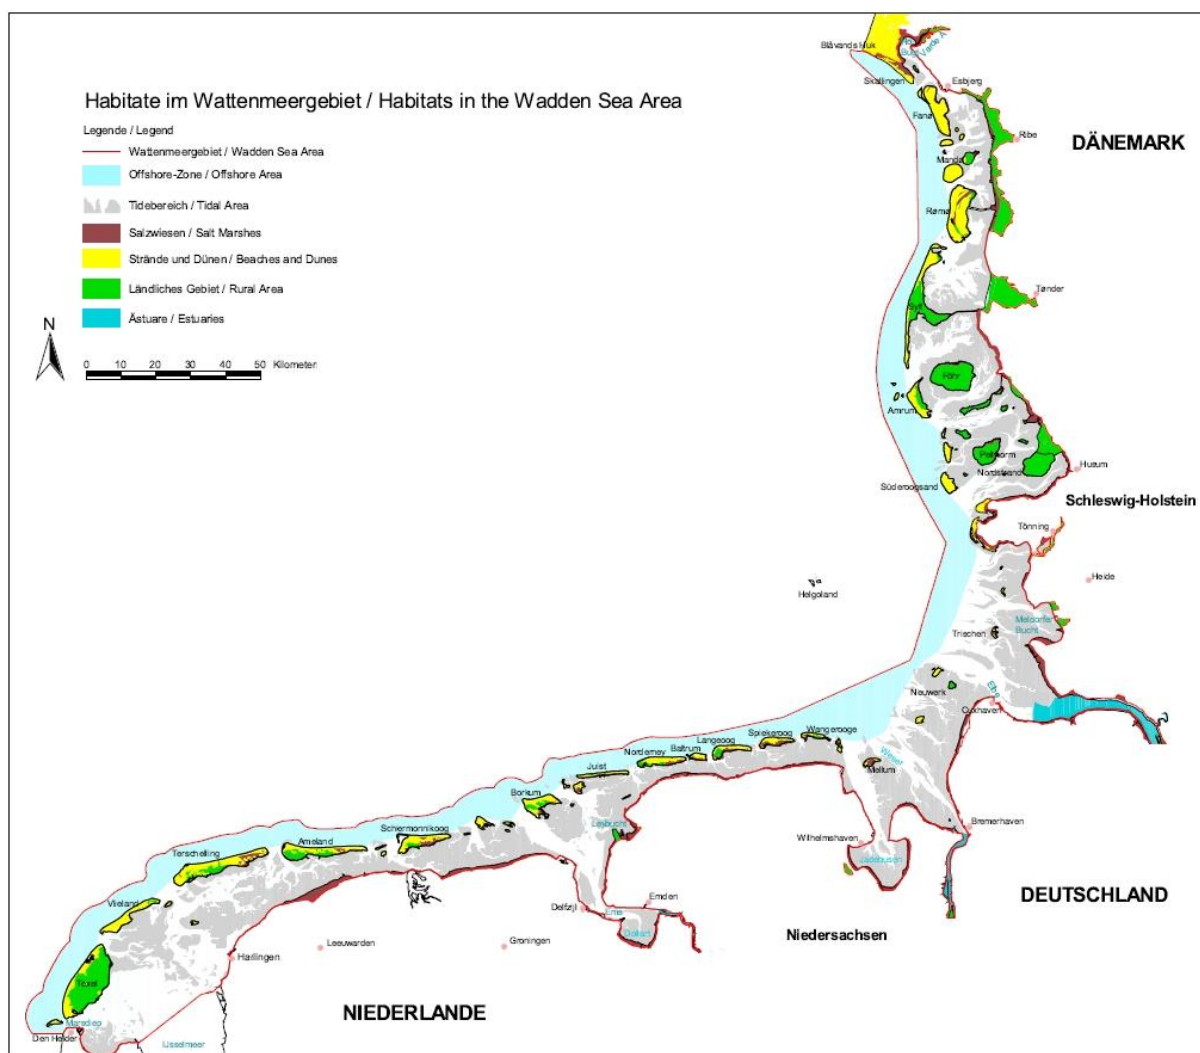 Habitate im Wattenmeergebiet / Habitats in the Wadden Sea Area
Legende / Legend
Wattenmeergebiet / Wadden Sea Area
Offshore-Zone / Offshore Area
Tidebereich / Tidal Area
Salzwiesen / Salt Marshes
Strände und Dünen / Beaches and Dunes
Ländliches Gebiet / Rural Area
Ästuare / Estuaries
N
0 10 20 30 40 50 Kilometer
Blåvands Huk
Varde Å
Skallingen
Esbjerg
Fanø
Ribe
DÄNEMARK
Mandø
Rømø
Tønder
Sylt
Föhr
Amrum
Pellworm
Nordstrand
Husum
Süderoogsand
Schleswig-Holstein
Tönning
Heide
Helgoland
Meldorfer
Bucht
Trischen
Neuwerk
Elbe
Cuxhaven
Wangerooge
Spiekeroog
Langeoog
Baltrum
Norderney
Juist
Weser
Mellum
Borkum
Schiermonnikoog
Leybucht
Bremerhaven
Wilhelmshaven
Ameland
Terschelling
Jadebusen
Vlieland
DEUTSCHLAND
Emden
Delfzijl
Ems
Dollart
Niedersachsen
Leeuwarden
Groningen
Harlingen
Texel
NIEDERLANDE
Marsdiep
Den Helder
IJsselmeer